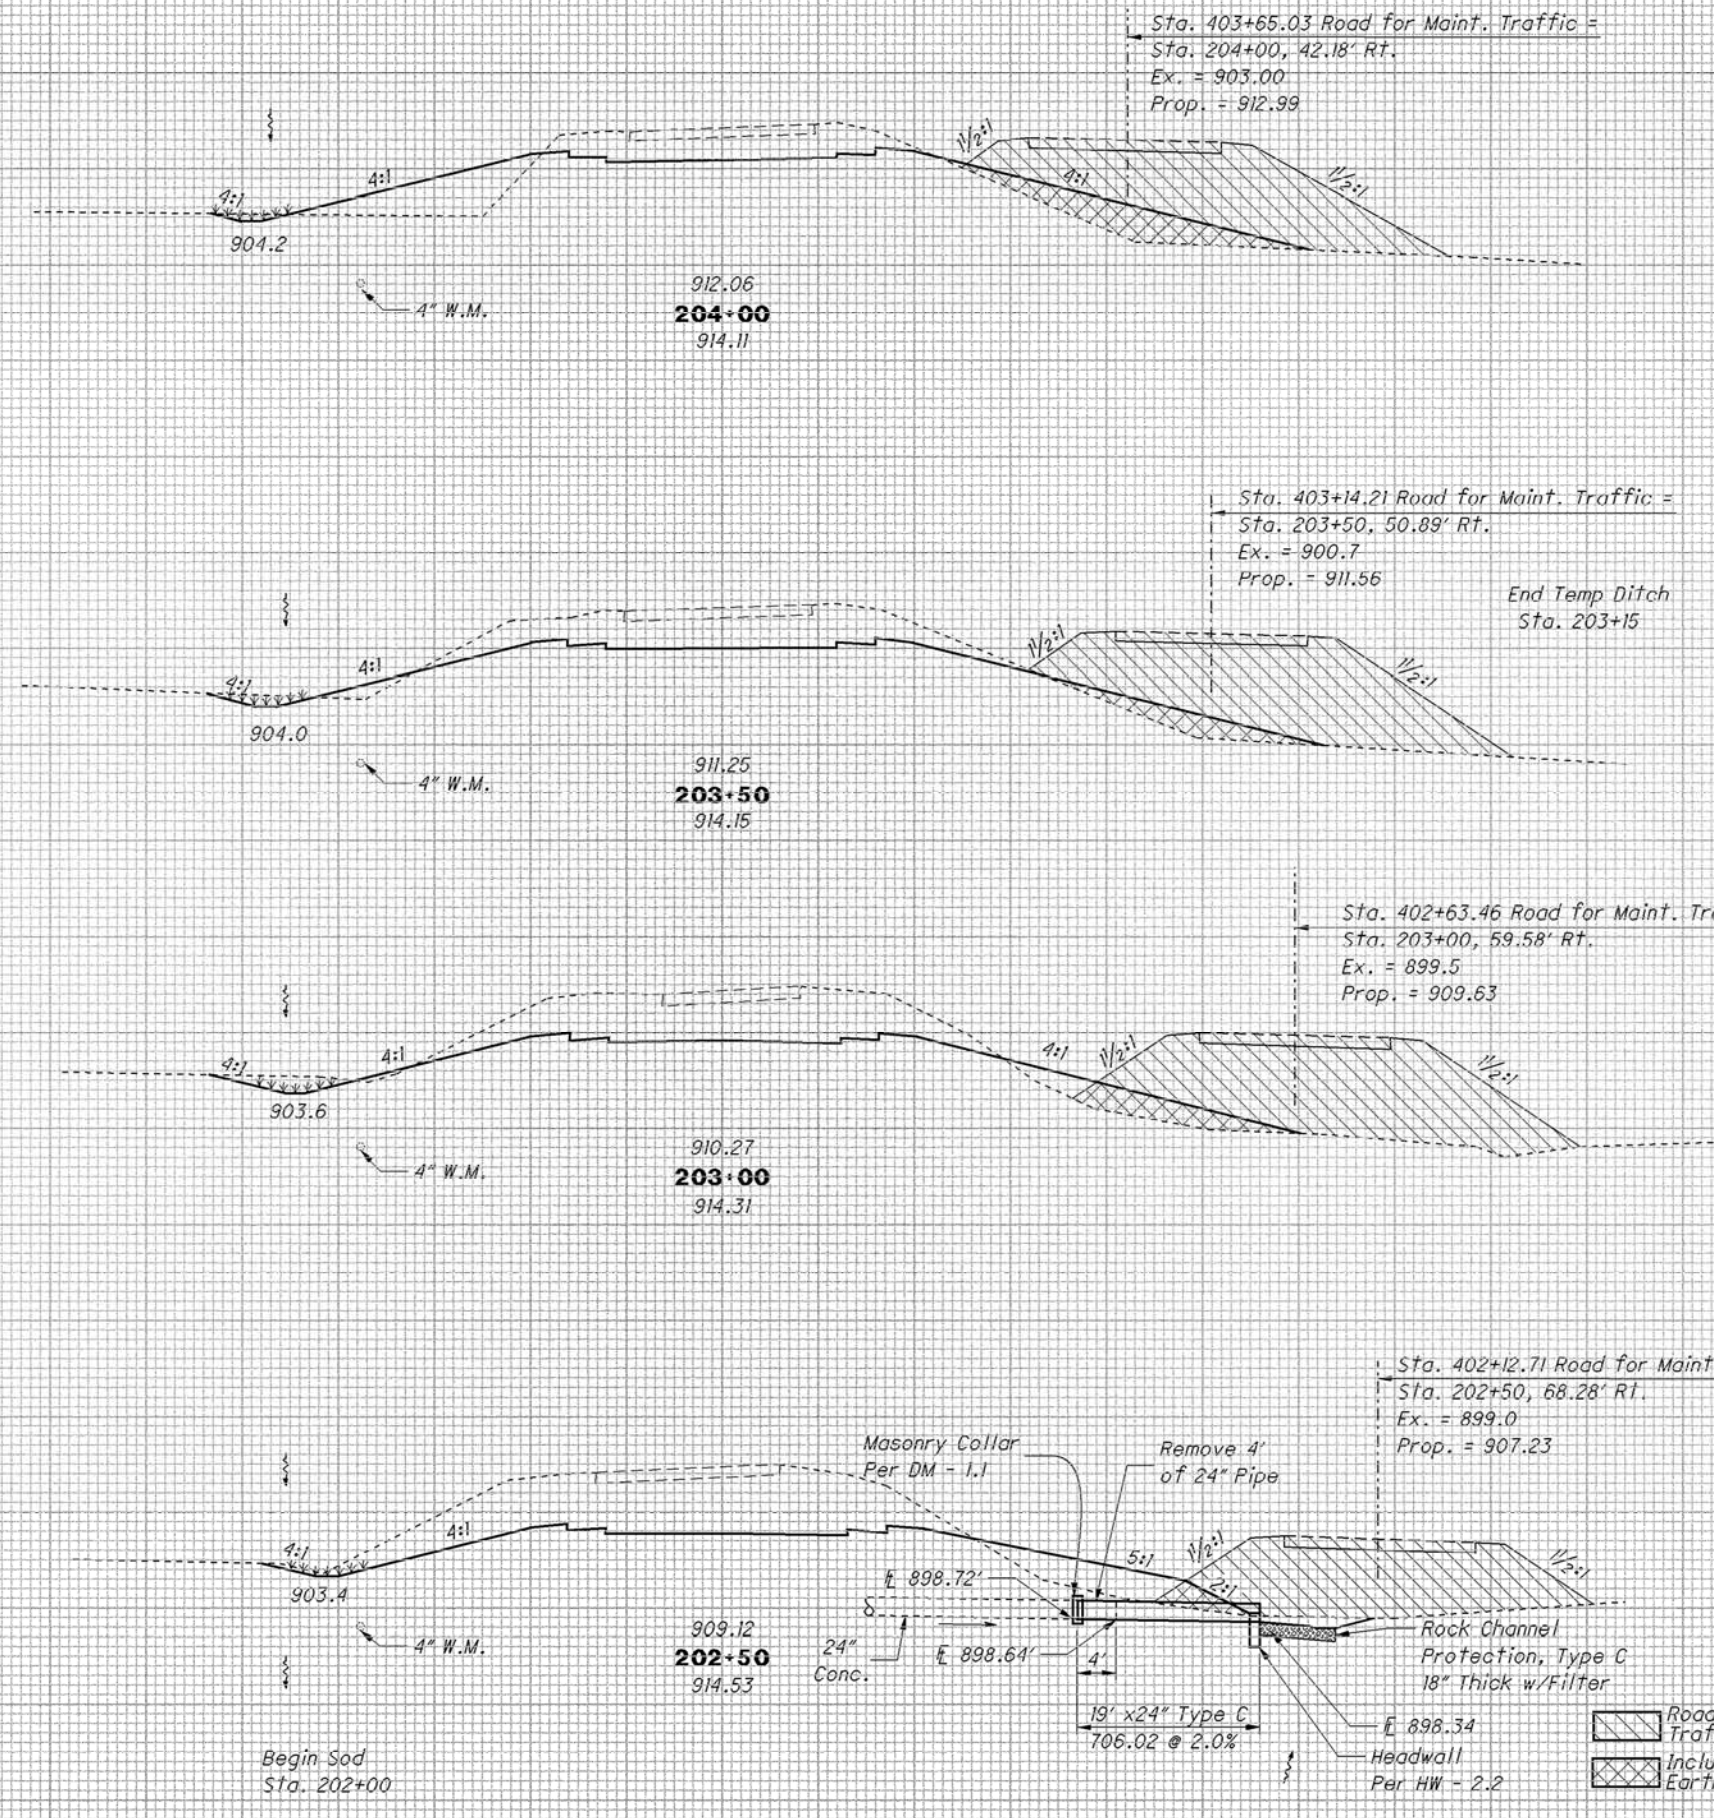 Sta. 403+65.03 Road for Maint. Traffic =
Sta. 204+00, 42.18' Rt.
Ex. = 903.00
Prop. = 912.99
1½:1
4:1
4:1
4:1
1½:1
904.2
4" W.M.
912.06
204+00
914.11
Sta. 403+14.21 Road for Maint. Traffic =
Sta. 203+50, 50.89' Rt.
Ex. = 900.7
Prop. = 911.56
End Temp Ditch
Sta. 203+15
4:1
4:1
1½:1
1½:1
904.0
4" W.M.
911.25
203+50
914.15
Sta. 402+63.46 Road for Maint. Tr
Sta. 203+00, 59.58' Rt.
Ex. = 899.5
Prop. = 909.63
4:1
4:1
4:1
1½:1
1½:1
903.6
4" W.M.
910.27
203+00
914.31
Sta. 402+12.71 Road for Maint
Sta. 202+50, 68.28' Rt.
Ex. = 899.0
Prop. = 907.23
Masonry Collar
Per DM - 1.1
Remove 4'
of 24" Pipe
4:1
4:1
5:1
1½:1
2:1
1½:1
903.4
℄ 898.72'
4" W.M.
909.12
202+50
914.53
24"
Conc.
℄ 898.64'
4'
Rock Channel
Protection, Type C
18" Thick w/Filter
19' x24" Type C
706.02 @ 2.0%
℄ 898.34
Headwall
Per HW - 2.2
Road
Traf
Inclu
Eart
Begin Sod
Sta. 202+00